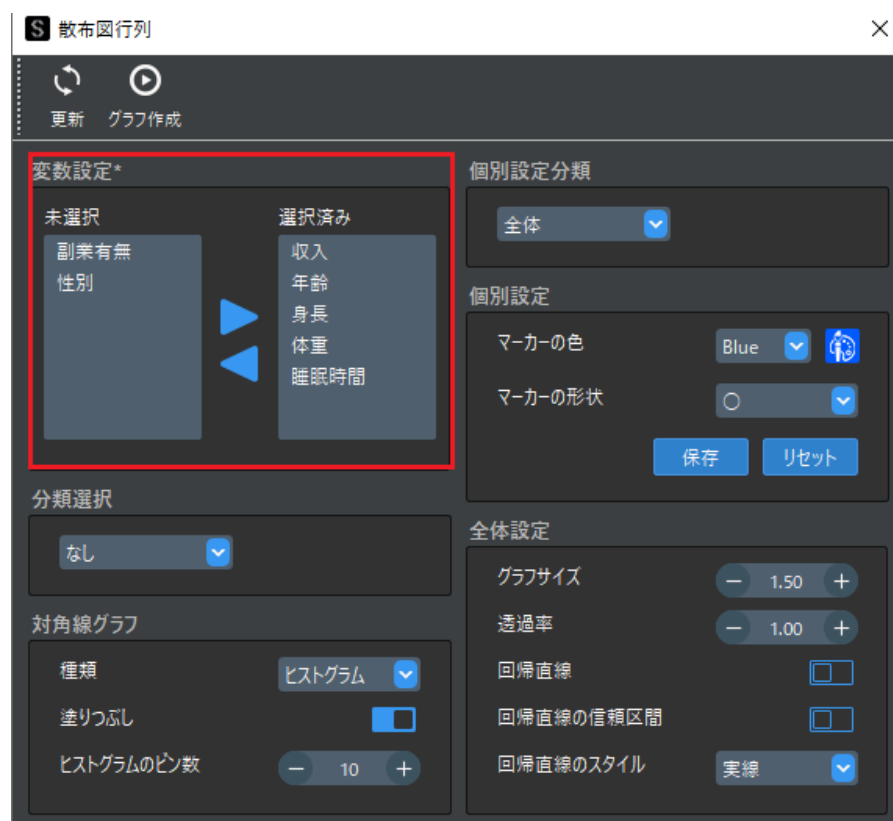 S 散布図行列
更新 グラフ作成
変数設定*
未選択
副業有無
性別
選択済み
収入
年齢
身長
体重
睡眠時間
分類選択
なし
対角線グラフ
種類 ヒストグラム
塗りつぶし
ヒストグラムのビン数 − 10 +
個別設定分類
全体
個別設定
マーカーの色 Blue
マーカーの形状 ○
保存 リセット
全体設定
グラフサイズ − 1.50 +
透過率 − 1.00 +
回帰直線
回帰直線の信頼区間
回帰直線のスタイル 実線